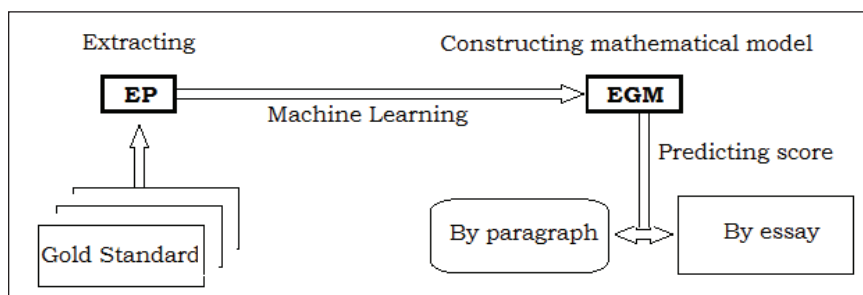 Extracting
Constructing mathematical model
EP
EGM
Machine Learning
Predicting score
By paragraph
By essay
Gold Standard